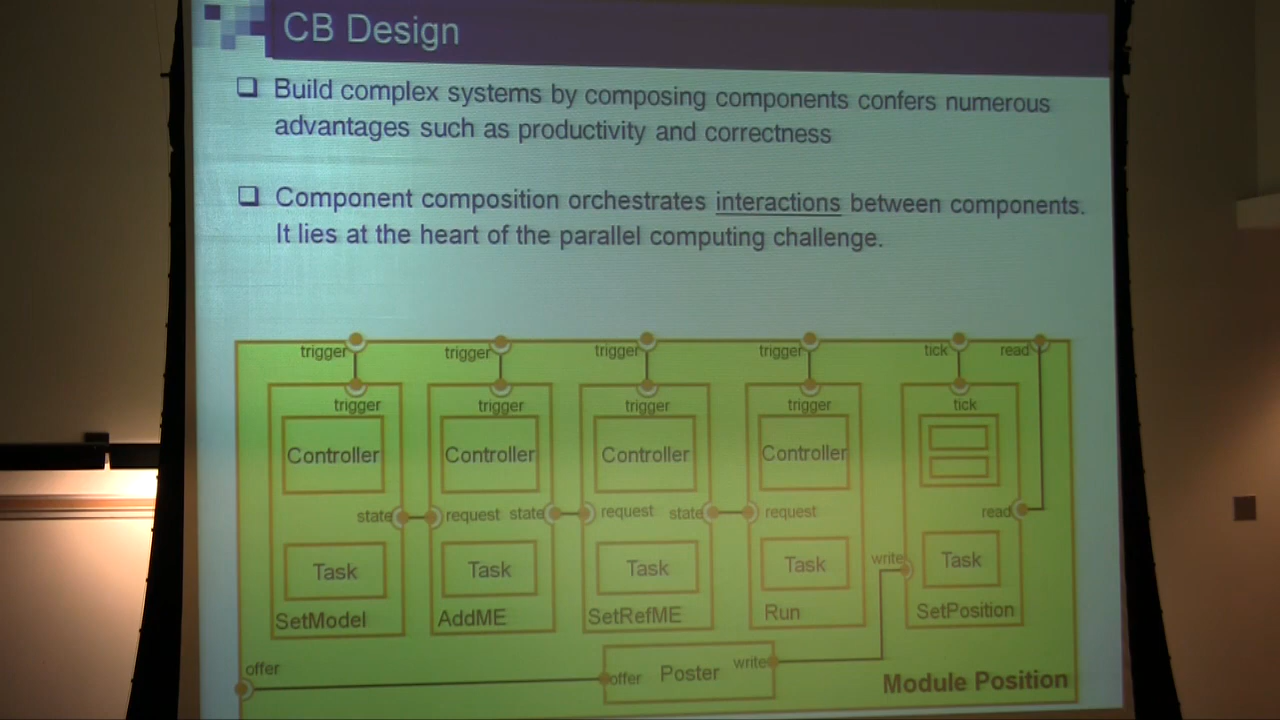 CB Design
Build complex systems by composing components confers numerous
advantages such as productivity and correctness
Component composition orchestrates interactions between components.
It lies at the heart of the parallel computing challenge.
trigger trigger trigger trigger tick read
trigger trigger trigger trigger tick
Controller Controller Controller Controller
state request state request state request read
write
Task Task Task Task Task
SetModel AddME SetRefME Run SetPosition
offer offer Poster write Module Position